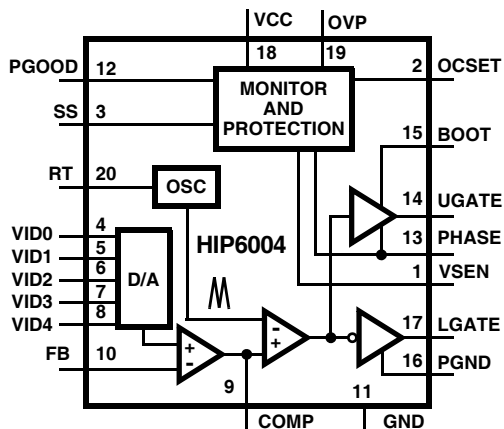 VCC OVP
18 19
PGOOD 12 2 OCSET
MONITOR
AND
PROTECTION
SS 3
15 BOOT
RT 20
OSC
14 UGATE
VID0 4
HIP6004
13 PHASE
VID1 5
D/A
1 VSEN
VID2 6
VID3 7
VID4 8
17 LGATE
- +
+ -
FB 10
16 PGND
9 11
COMP GND